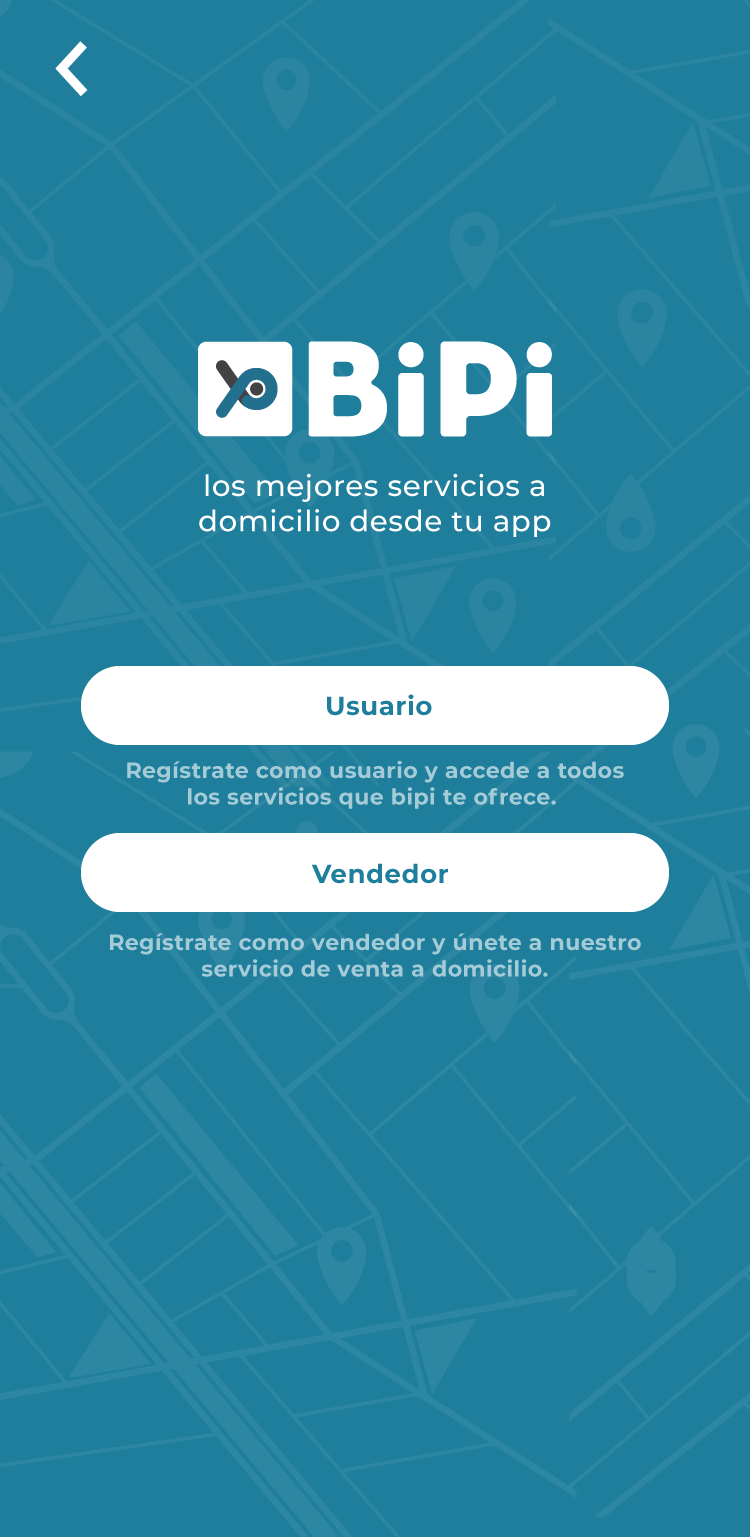 BiPi
los mejores servicios a
domicilio desde tu app
Usuario
Regístrate como usuario y accede a todos
los servicios que bipi te ofrece.
Vendedor
Regístrate como vendedor y únete a nuestro
servicio de venta a domicilio.